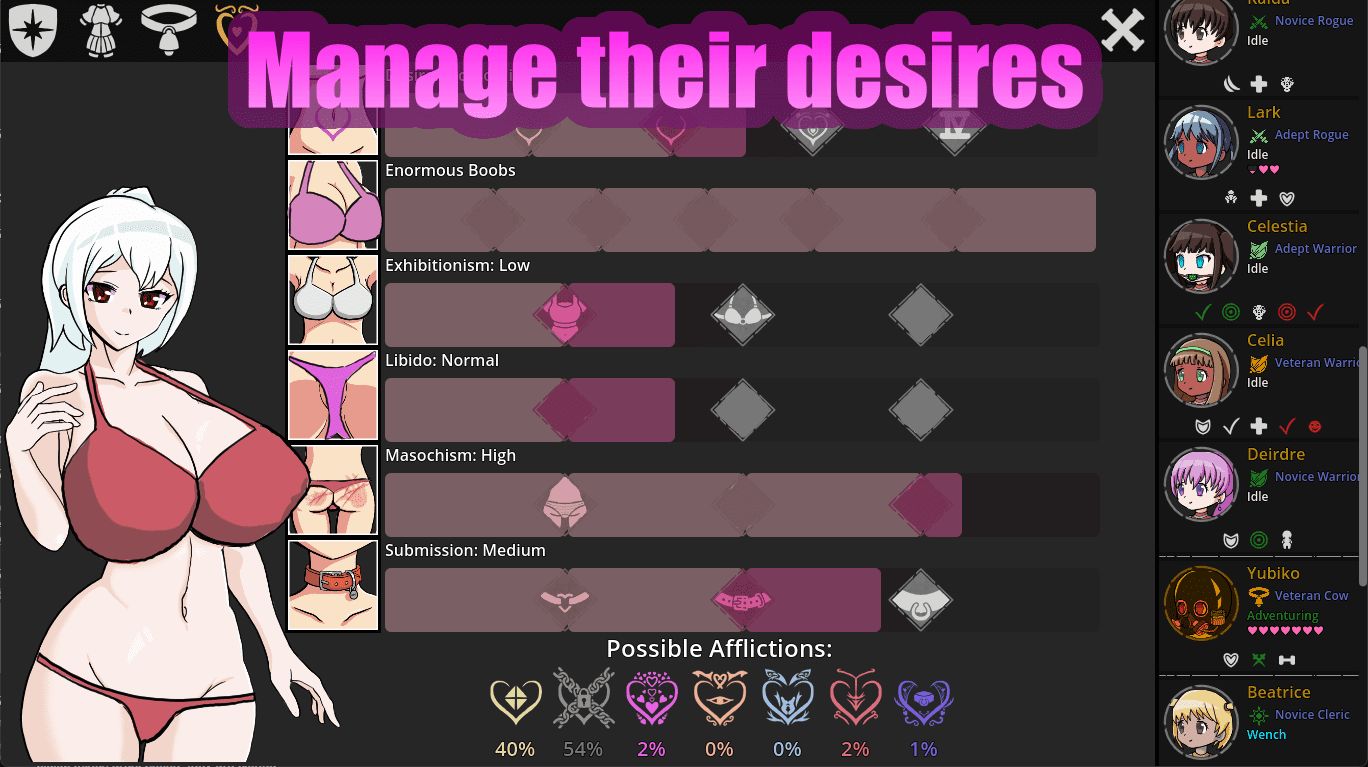 Manage their desires
Enormous Boobs
Exhibitionism: Low
Libido: Normal
Masochism: High
Submission: Medium
Possible Afflictions:
40% 54% 2% 0% 0% 2% 1%
IV
Novice Rogue
Idle
Lark
Adept Rogue
Idle
Celestia
Adept Warrior
Idle
Celia
Veteran Warric
Idle
Deirdre
Novice Warrior
Idle
Yubiko
Veteran Cow
Adventuring
Beatrice
Novice Cleric
Wench